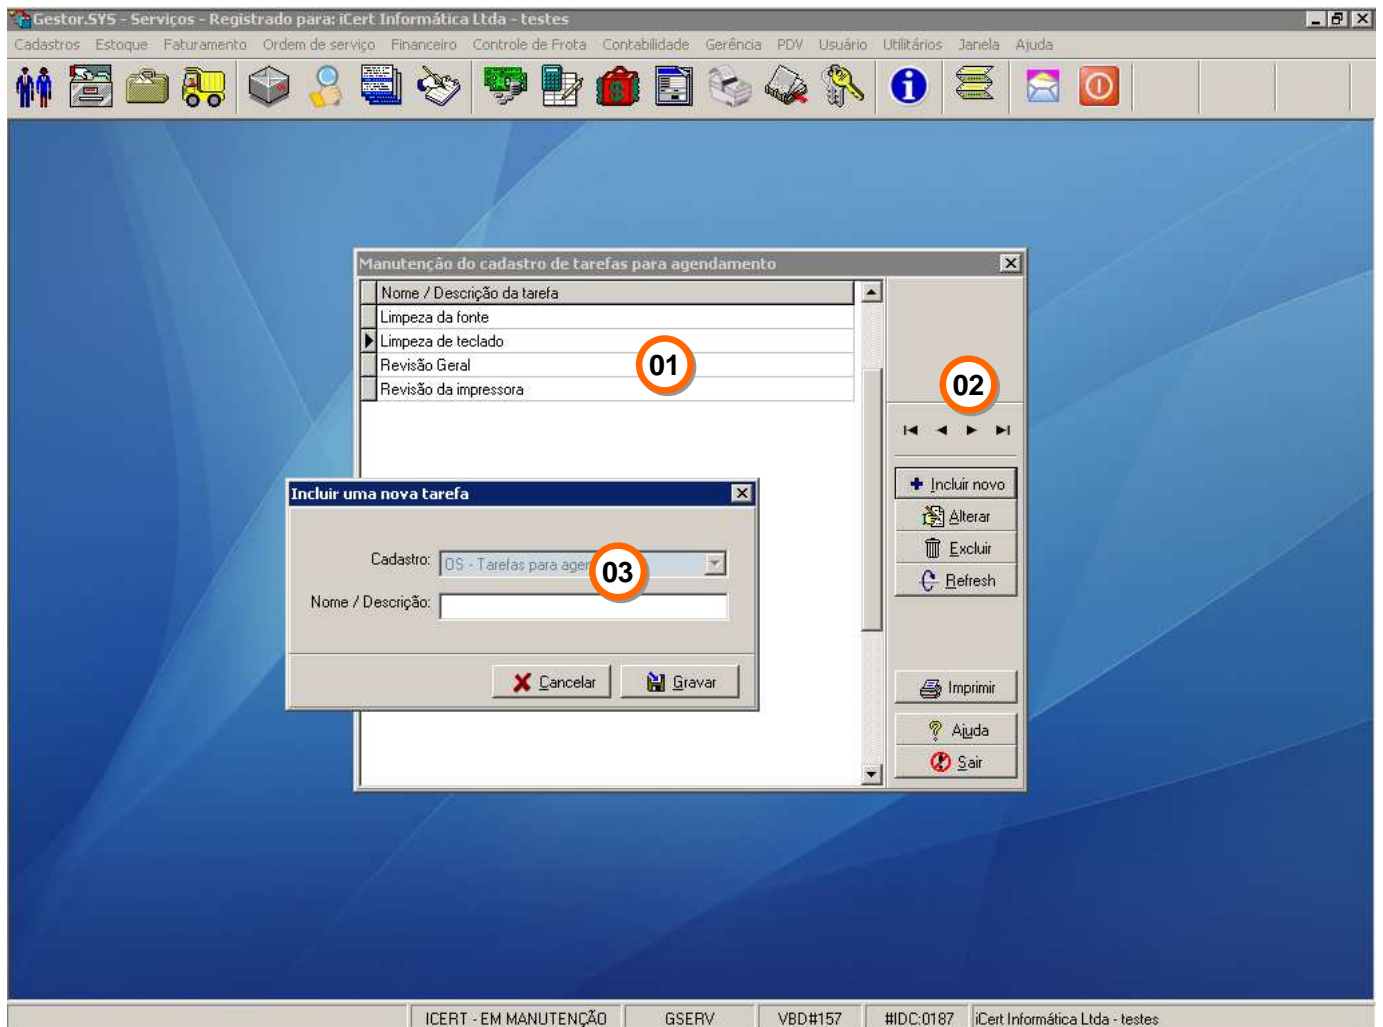 Gestor.SYS - Serviços - Registrado para: iCert Informática Ltda - testes
Cadastros Estoque Faturamento Ordem de serviço Financeiro Controle de Frota Contabilidade Gerência PDV Usuário Utilitários Janela Ajuda
Manutenção do cadastro de tarefas para agendamento
Nome / Descrição da tarefa
Limpeza da fonte
Limpeza de teclado
Revisão Geral
Revisão da impressora
01
02
Incluir novo
Alterar
Excluir
Refresh
Imprimir
Ajuda
Sair
Incluir uma nova tarefa
Cadastro: OS - Tarefas para
03
Nome / Descrição:
Cancelar Gravar
ICERT - EM MANUTENÇÃO GSERV VBD#157 #IDC:0187 iCert Informática Ltda - testes